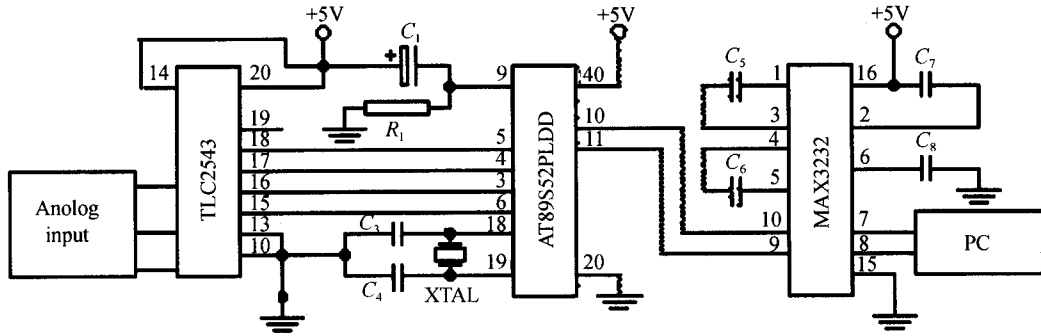 +5V
+5V
+5V
C1
+
14
20
19
18
17
16
15
13
10
TLC2543
Anolog
input
R1
C3
C4
XTAL
9
5
4
3
6
18
19
AT89S52PLDD
40
10
11
20
C5
C6
1
3
4
5
10
9
MAX3232
16
2
6
7
8
15
C7
C8
PC